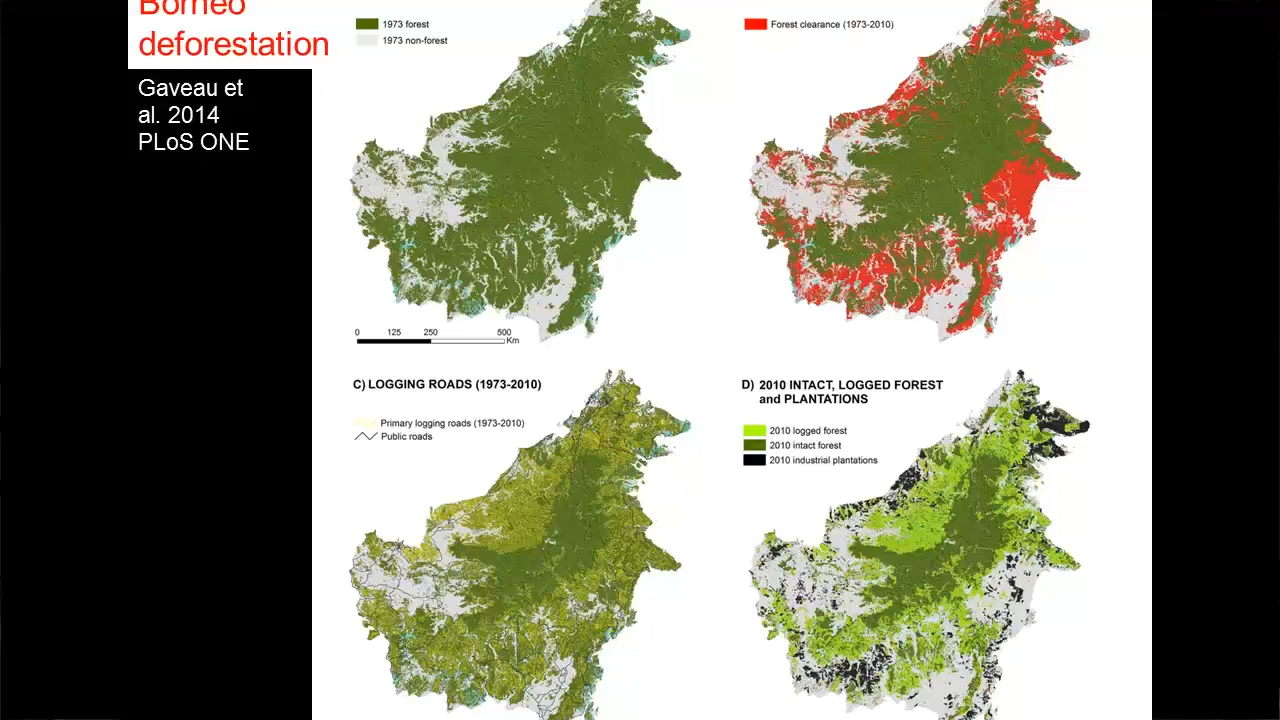 Borneo
deforestation
Gaveau et
al. 2014
PLoS ONE
1973 forest
1973 non-forest
0 125 250 500
Km
Forest clearance (1973-2010)
C) LOGGING ROADS (1973-2010)
Primary logging roads (1973-2010)
Public roads
D) 2010 INTACT, LOGGED FOREST
and PLANTATIONS
2010 logged forest
2010 intact forest
2010 industrial plantations